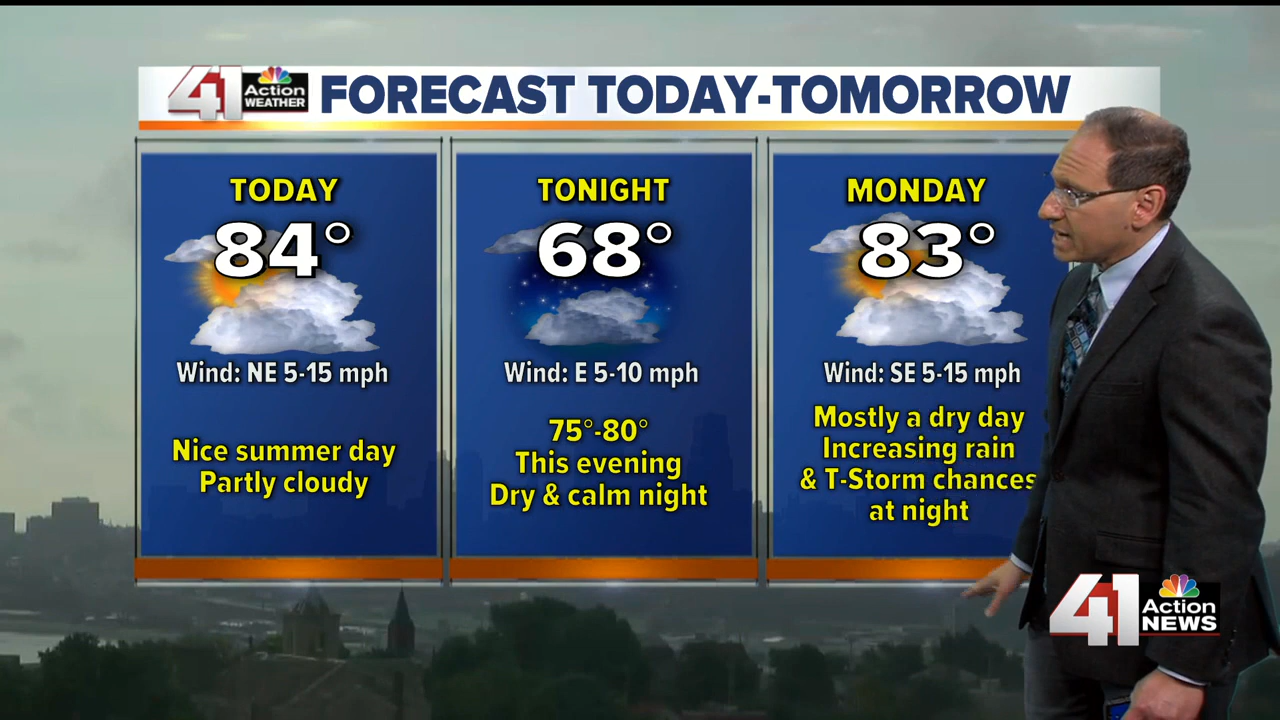 41 Action WEATHER FORECAST TODAY-TOMORROW
TODAY
84°
Wind: NE 5-15 mph
Nice summer day
Partly cloudy
TONIGHT
68°
Wind: E 5-10 mph
75°-80°
This evening
Dry & calm night
MONDAY
83°
Wind: SE 5-15 mph
Mostly a dry day
Increasing rain
& T-Storm chances
at night
41 Action NEWS